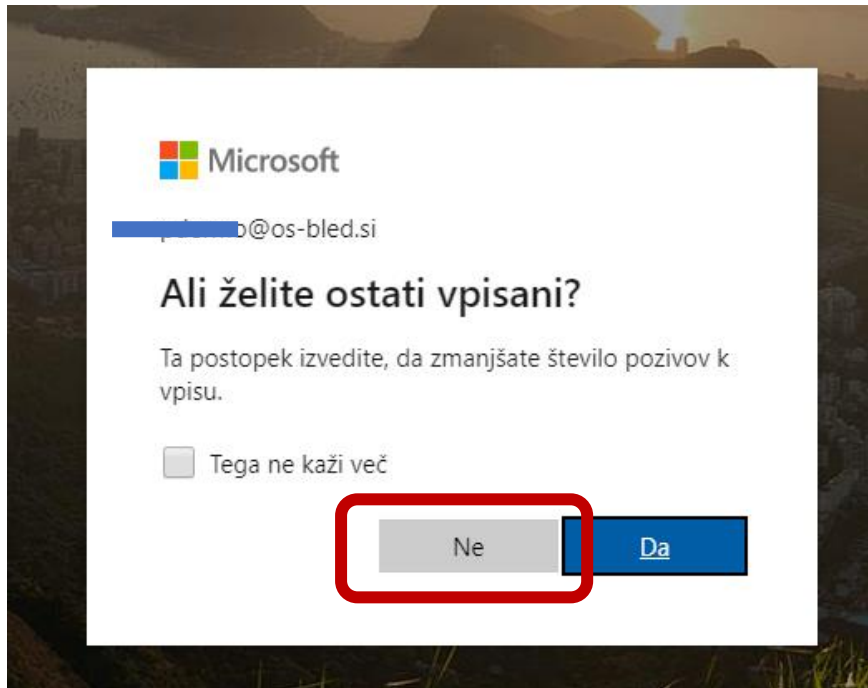 Microsoft
@os-bled.si
Ali želite ostati vpisani?
Ta postopek izvedite, da zmanjšate število pozivov k
vpisu.
Tega ne kaži več
Ne
Da